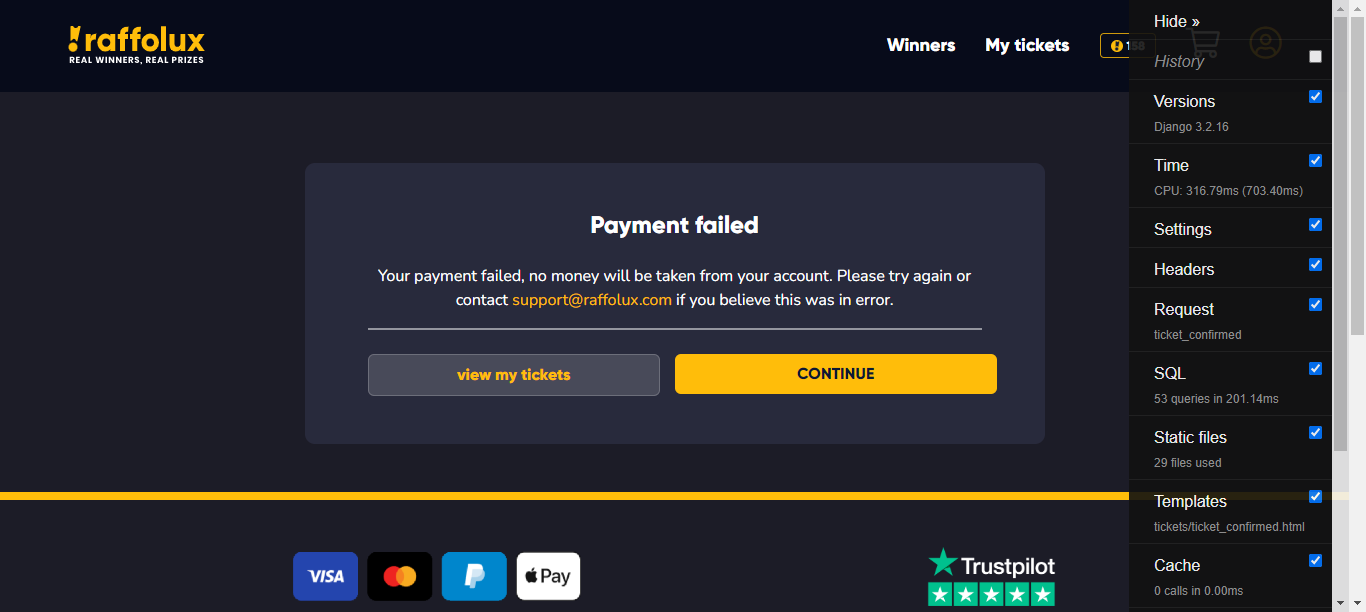 raffolux
REAL WINNERS, REAL PRIZES
Winners
My tickets
158
Payment failed
Your payment failed, no money will be taken from your account. Please try again or
contact support@raffolux.com if you believe this was in error.
view my tickets
CONTINUE
VISA
Pay
Trustpilot
Hide »
History
Versions
Django 3.2.16
Time
CPU: 316.79ms (703.40ms)
Settings
Headers
Request
ticket_confirmed
SQL
53 queries in 201.14ms
Static files
29 files used
Templates
tickets/ticket_confirmed.html
Cache
0 calls in 0.00ms